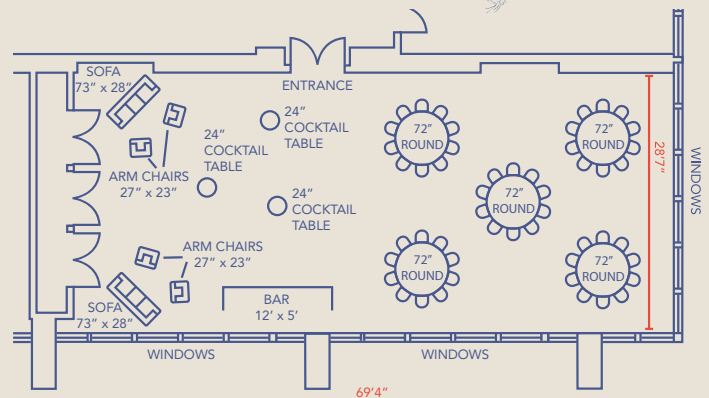 SOFA
73” x 28”
ENTRANCE
24”
COCKTAIL
TABLE
24”
COCKTAIL
TABLE
ARM CHAIRS
27” x 23”
24”
COCKTAIL
TABLE
72”
ROUND
72”
ROUND
72”
ROUND
28’7”
WINDOWS
ARM CHAIRS
27” x 23”
72”
ROUND
72”
ROUND
SOFA
73” x 28”
BAR
12’ x 5’
WINDOWS
WINDOWS
69’4”